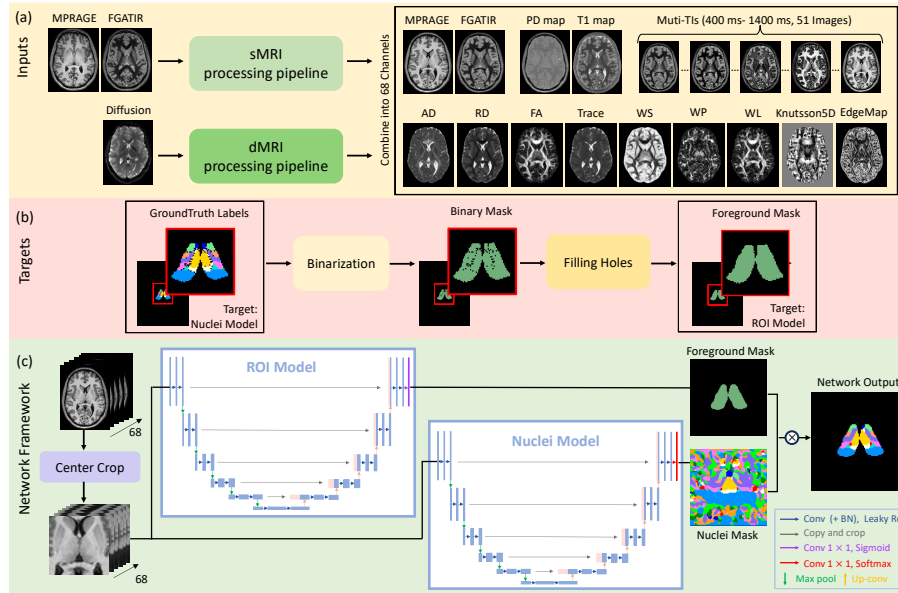 (a)
Inputs
MPRAGE FGATIR
sMRI
processing pipeline
Diffusion
dMRI
processing pipeline
Combine into 68 Channels
MPRAGE FGATIR PD map T1 map
Muti-TIs (400 ms- 1400 ms, 51 Images)
AD RD FA Trace WS WP WL Knutsson5D EdgeMap
(b)
Targets
GroundTruth Labels
Target:
Nuclei Model
Binarization
Binary Mask
Filling Holes
Foreground Mask
Target:
ROI Model
(c)
Network Framework
68
Center Crop
68
ROI Model
Nuclei Model
Foreground Mask
Nuclei Mask
Network Output
Conv (+ BN), Leaky Re
Copy and crop
Conv 1 × 1, Sigmoid
Conv 1 × 1, Softmax
Max pool Up-conv